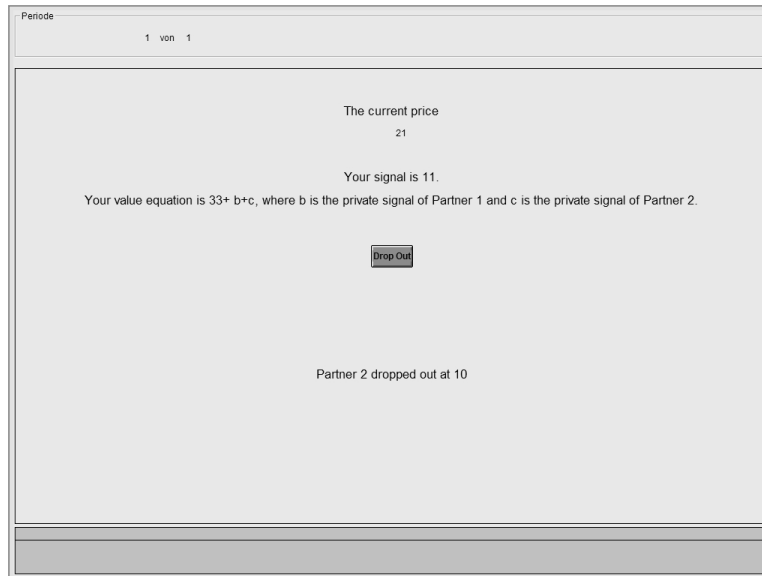 Periode
1 von 1
The current price
21
Your signal is 11.
Your value equation is 33+ b+c, where b is the private signal of Partner 1 and c is the private signal of Partner 2.
Drop Out
Partner 2 dropped out at 10